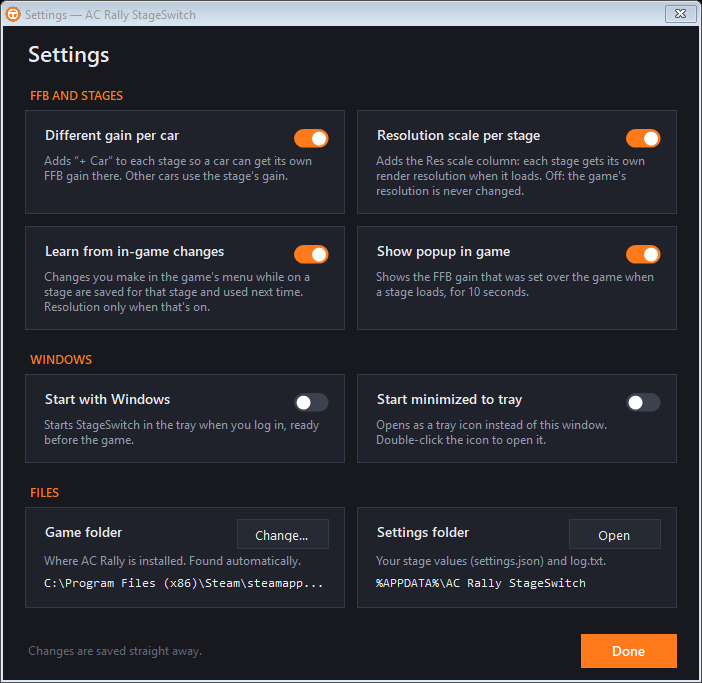 Settings — AC Rally StageSwitch
Settings
FFB AND STAGES
Different gain per car
Adds “+ Car” to each stage so a car can get its own
FFB gain there. Other cars use the stage's gain.
Resolution scale per stage
Adds the Res scale column: each stage gets its own
render resolution when it loads. Off: the game's
resolution is never changed.
Learn from in-game changes
Changes you make in the game's menu while on a
stage are saved for that stage and used next time.
Resolution only when that's on.
Show popup in game
Shows the FFB gain that was set over the game when
a stage loads, for 10 seconds.
WINDOWS
Start with Windows
Starts StageSwitch in the tray when you log in, ready
before the game.
Start minimized to tray
Opens as a tray icon instead of this window.
Double-click the icon to open it.
FILES
Game folder
Change...
Where AC Rally is installed. Found automatically.
C:\Program Files (x86)\Steam\steamapp...
Settings folder
Open
Your stage values (settings.json) and log.txt.
%APPDATA%\AC Rally StageSwitch
Changes are saved straight away.
Done